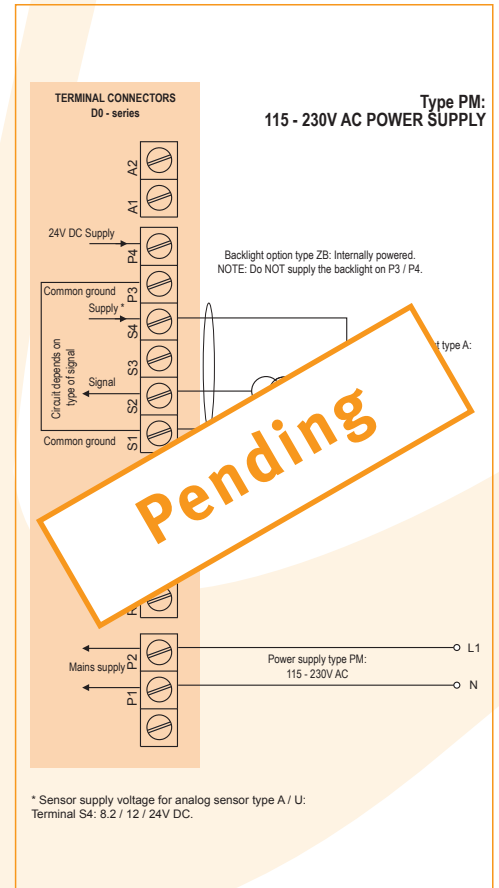 TERMINAL CONNECTORS
D0 - series
Type PM:
115 - 230V AC POWER SUPPLY
A2
A1
24V DC Supply
P4
Backlight option type ZB: Internally powered.
NOTE: Do NOT supply the backlight on P3 / P4.
Common ground
P3
Supply *
S4
type A:
S3
Circuit depends on
type of signal
Signal
S2
Common ground
S1
Pending
P2
L1
Mains supply
Power supply type PM:
115 - 230V AC
P1
N
* Sensor supply voltage for analog sensor type A / U:
Terminal S4: 8.2 / 12 / 24V DC.